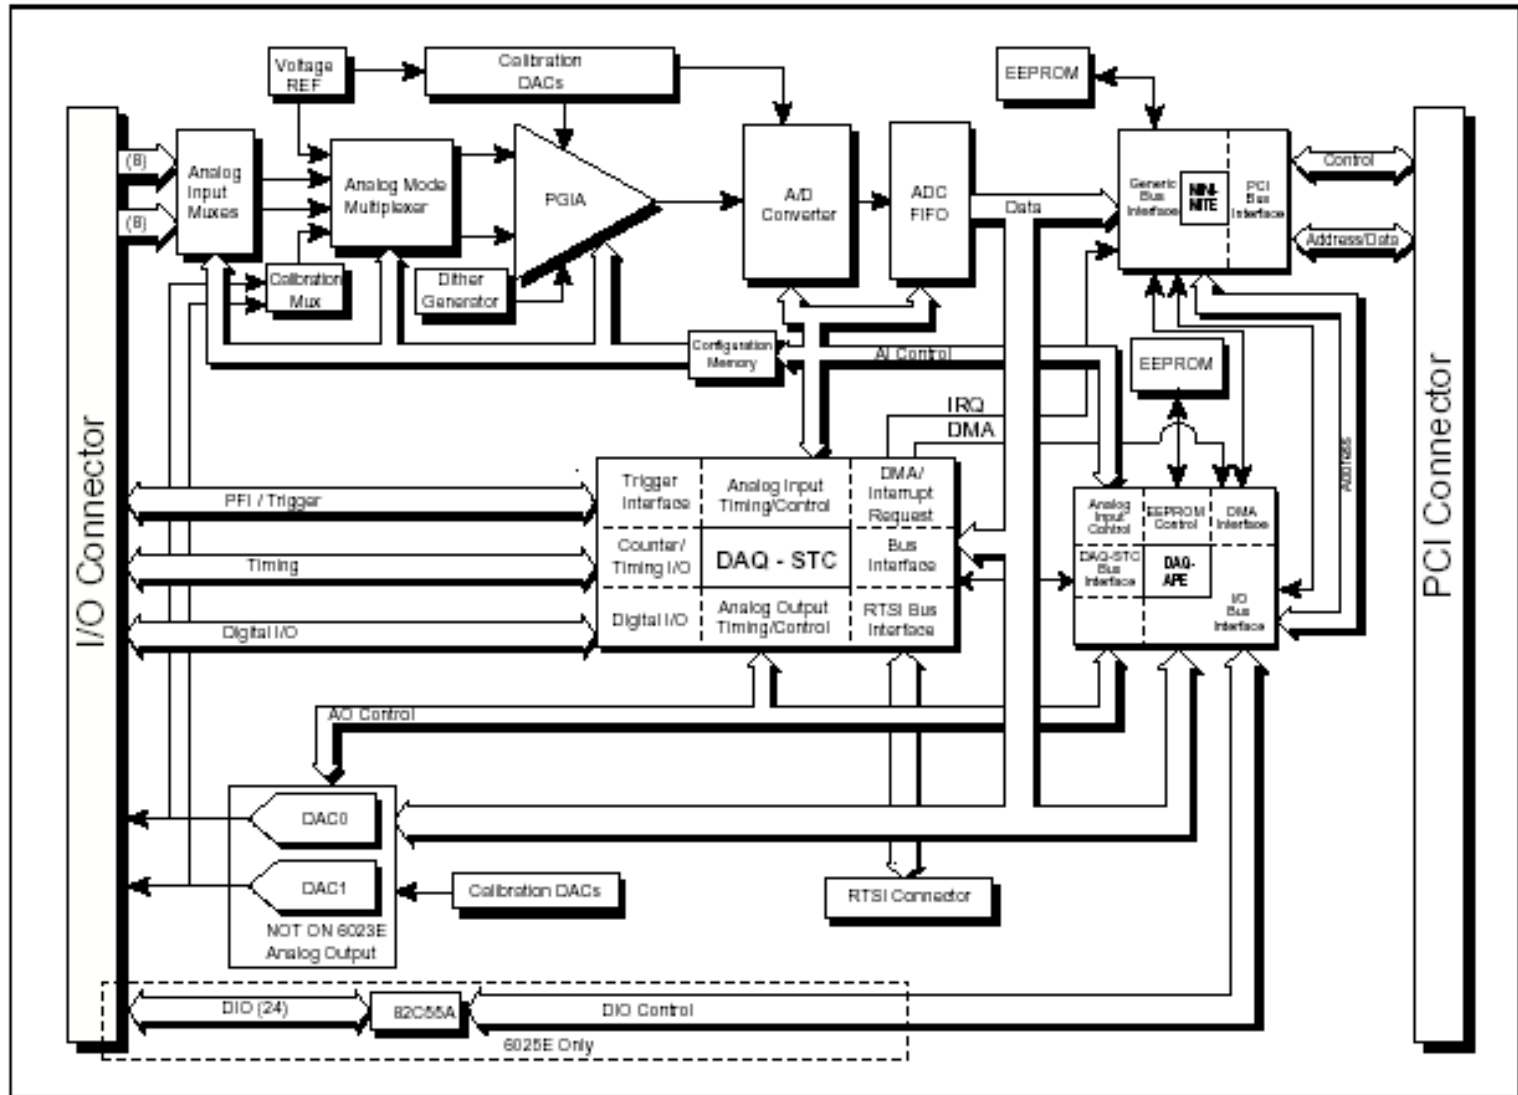 Voltage
REF
Calibration
DACs
EEPROM
(8)
(8)
Analog
Input
Muxes
Analog Mode
Multiplexer
PGIA
A/D
Converter
ADC
FIFO
Data
Generic
Bus
Interface
MINI-
MITE
PCI
Bus
Interface
Control
Address/Data
Calibration
Mux
Dither
Generator
Configuration
Memory
AI Control
EEPROM
IRQ
DMA
Address
I/O Connector
PCI Connector
PFI / Trigger
Timing
Digital I/O
Trigger
Interface
Analog Input
Timing/Control
DMA/
Interrupt
Request
Counter/
Timing I/O
DAQ - STC
Bus
Interface
Digital I/O
Analog Output
Timing/Control
RTSI Bus
Interface
Analog
Input
Control
EEPROM
Control
DMA
Interface
DAQ-STC
Bus
Interface
DAQ-
APE
I/O
Bus
Interface
AO Control
DAC0
DAC1
NOT ON 6023E
Analog Output
Calibration DACs
RTSI Connector
DIO (24)
82C55A
DIO Control
6025E Only